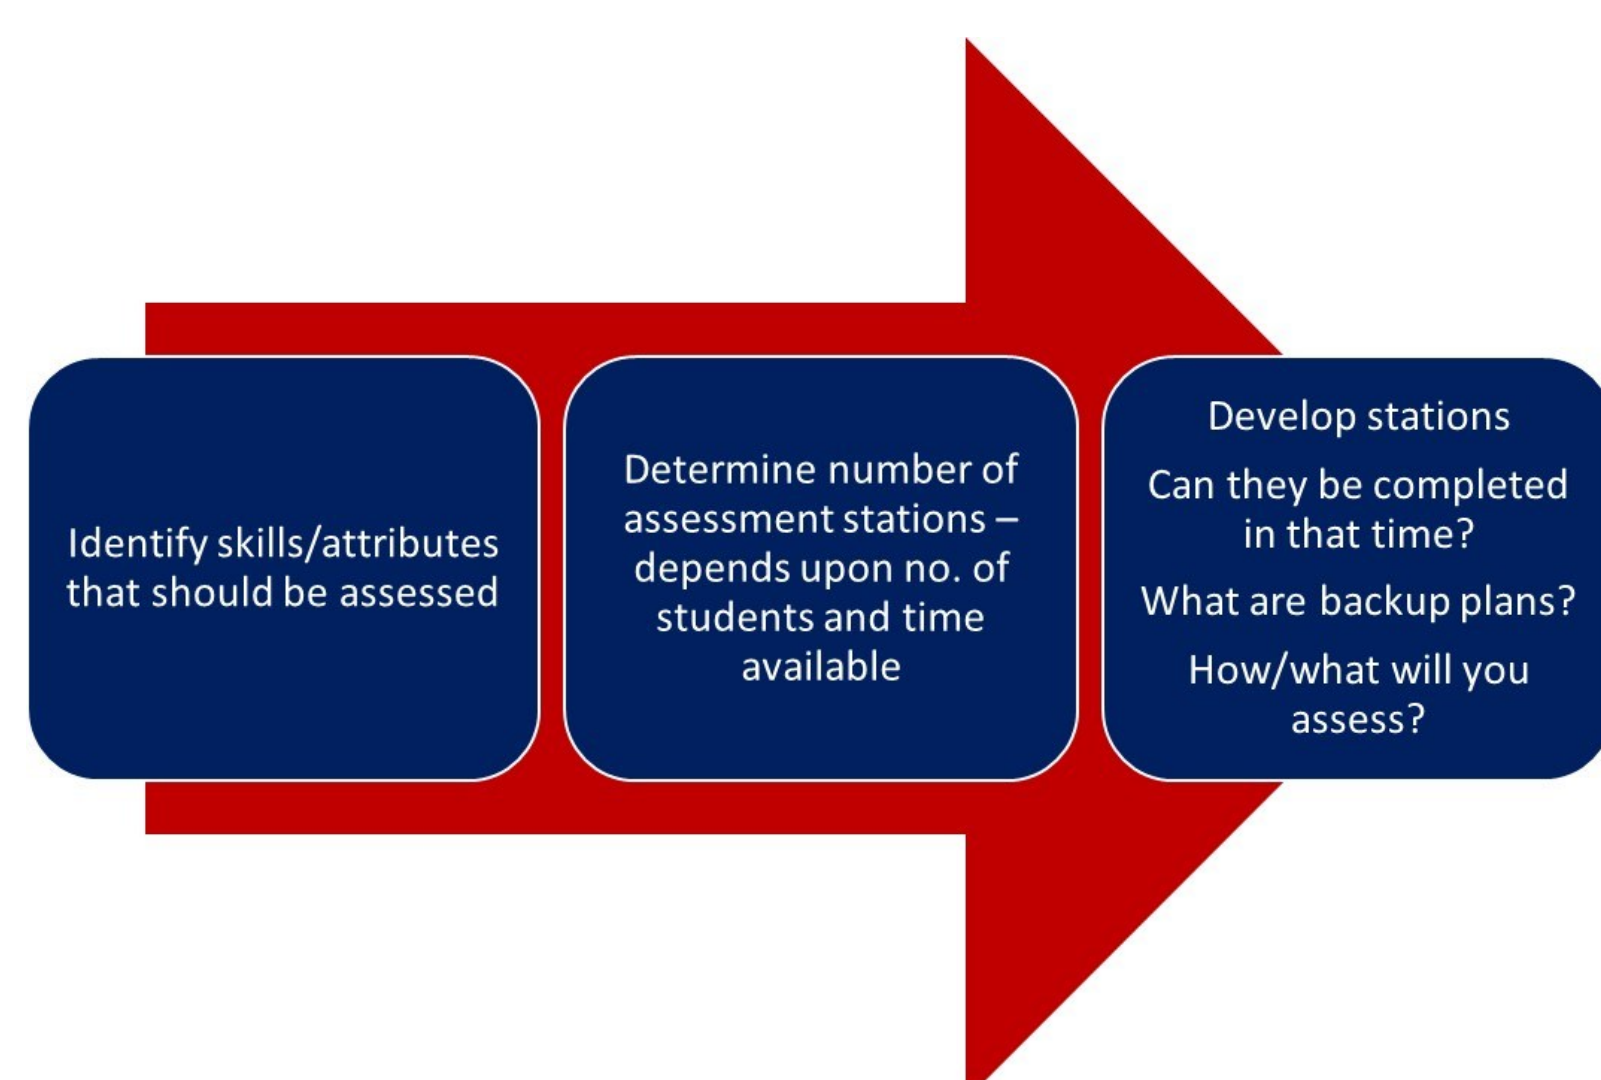 Identify skills/attributes
that should be assessed
Determine number of
assessment stations –
depends upon no. of
students and time
available
Develop stations
Can they be completed
in that time?
What are backup plans?
How/what will you
assess?